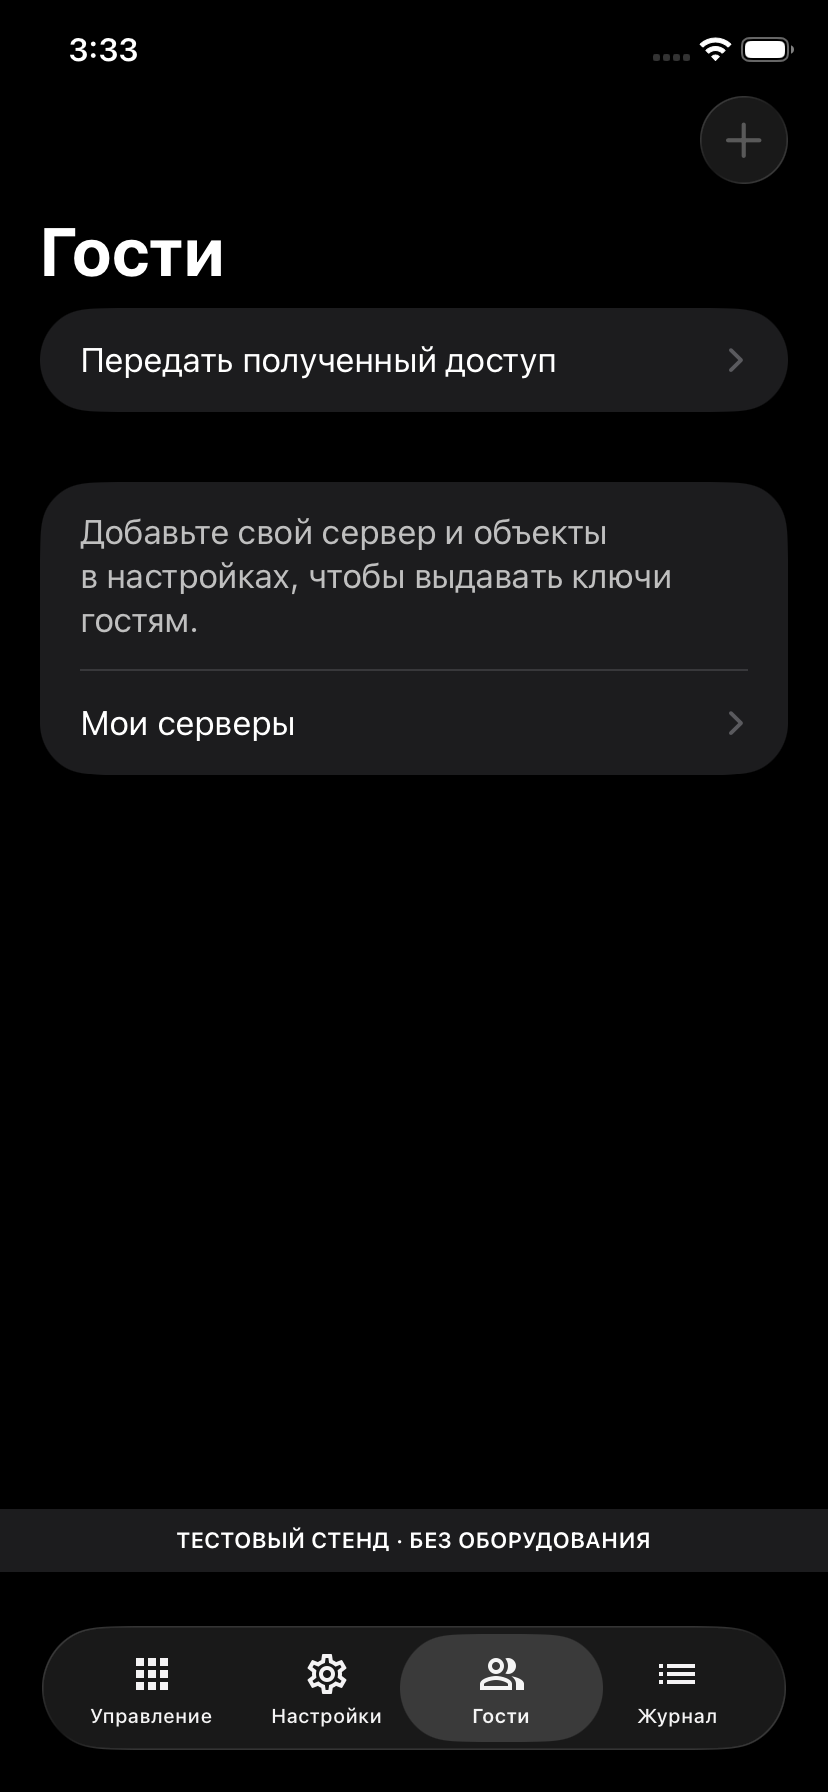 3:33
Гости
Передать полученный доступ
Добавьте свой сервер и объекты
в настройках, чтобы выдавать ключи
гостям.
Мои серверы
ТЕСТОВЫЙ СТЕНД · БЕЗ ОБОРУДОВАНИЯ
Управление
Настройки
Гости
Журнал